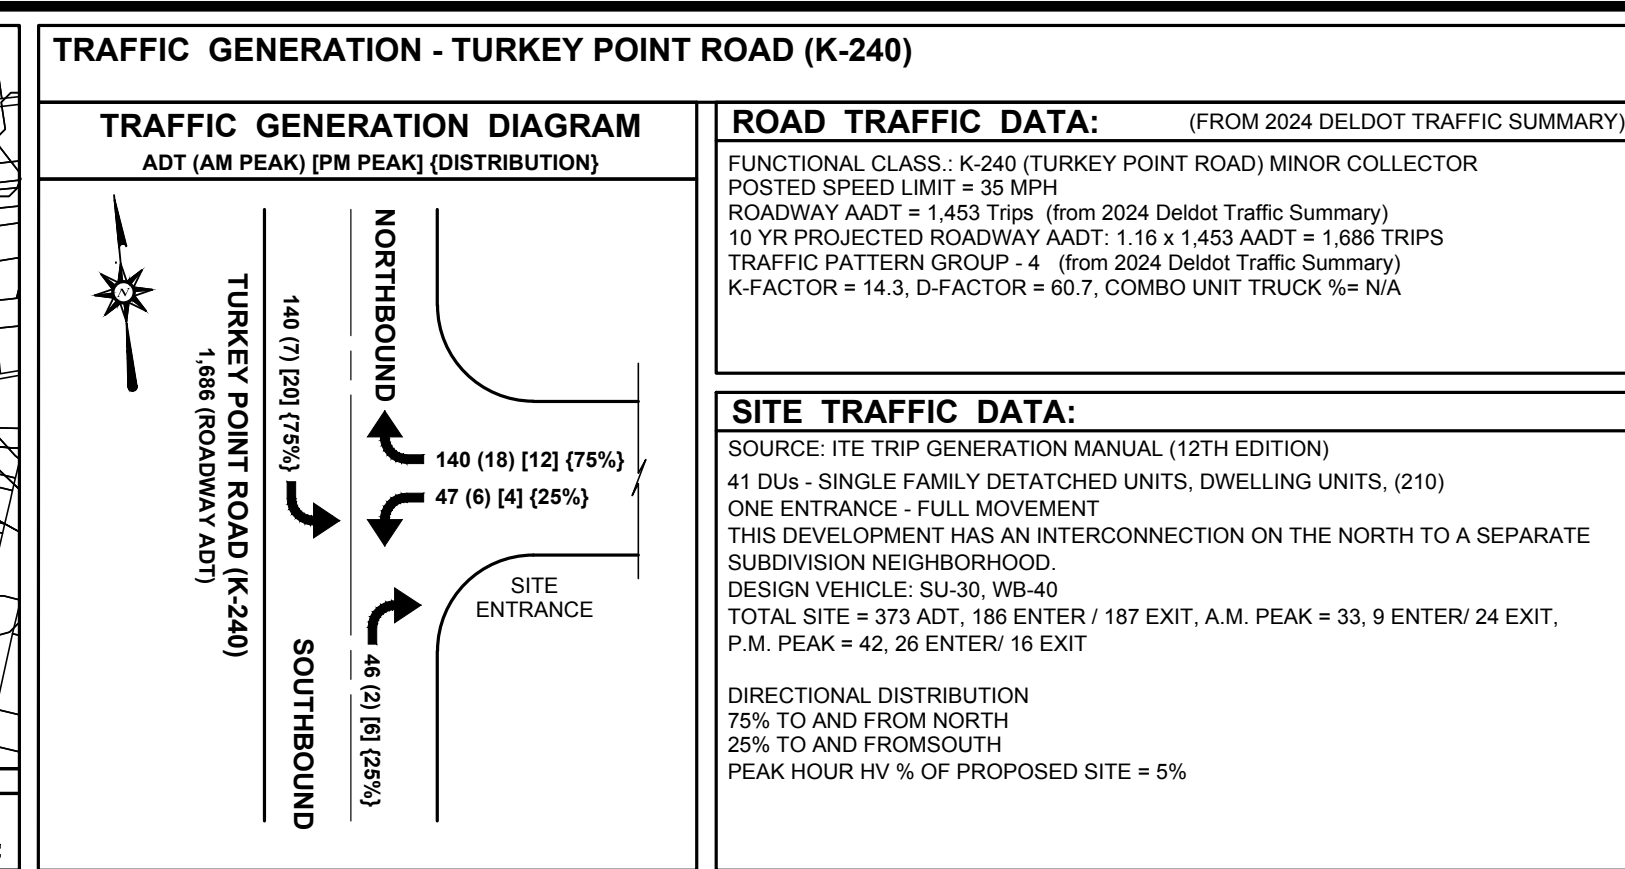 TRAFFIC GENERATION - TURKEY POINT ROAD (K-240)
TRAFFIC GENERATION DIAGRAM
ADT (AM PEAK) [PM PEAK] {DISTRIBUTION}
N
TURKEY POINT ROAD (K-240)
1,686 (ROADWAY ADT)
140 (7) [20] {75%}
NORTHBOUND
140 (18) [12] {75%}
47 (6) [4] {25%}
SITE
ENTRANCE
SOUTHBOUND
46 (2) [6] {25%}
ROAD TRAFFIC DATA: (FROM 2024 DELDOT TRAFFIC SUMMARY)
FUNCTIONAL CLASS.: K-240 (TURKEY POINT ROAD) MINOR COLLECTOR
POSTED SPEED LIMIT = 35 MPH
ROADWAY AADT = 1,453 Trips (from 2024 Deldot Traffic Summary)
10 YR PROJECTED ROADWAY AADT: 1.16 x 1,453 AADT = 1,686 TRIPS
TRAFFIC PATTERN GROUP - 4 (from 2024 Deldot Traffic Summary)
K-FACTOR = 14.3, D-FACTOR = 60.7, COMBO UNIT TRUCK %= N/A
SITE TRAFFIC DATA:
SOURCE: ITE TRIP GENERATION MANUAL (12TH EDITION)
41 DUs - SINGLE FAMILY DETATCHED UNITS, DWELLING UNITS, (210)
ONE ENTRANCE - FULL MOVEMENT
THIS DEVELOPMENT HAS AN INTERCONNECTION ON THE NORTH TO A SEPARATE
SUBDIVISION NEIGHBORHOOD.
DESIGN VEHICLE: SU-30, WB-40
TOTAL SITE = 373 ADT, 186 ENTER / 187 EXIT, A.M. PEAK = 33, 9 ENTER/ 24 EXIT,
P.M. PEAK = 42, 26 ENTER/ 16 EXIT
DIRECTIONAL DISTRIBUTION
75% TO AND FROM NORTH
25% TO AND FROMSOUTH
PEAK HOUR HV % OF PROPOSED SITE = 5%